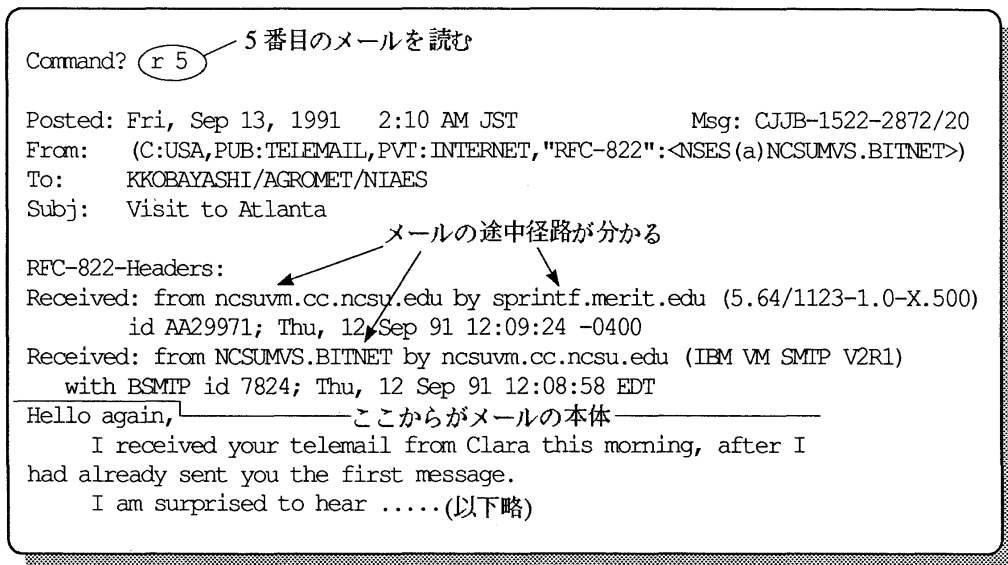 5番目のメールを読む
Command? r 5
Posted: Fri, Sep 13, 1991 2:10 AM JST Msg: CJJB-1522-2872/20
From: (C:USA,PUB:TELEMAIL,PVT:INTERNET,"RFC-822":<NSES(a)NCSUMVS.BITNET>)
To: KKOBAYASHI/AGROMET/NIAES
Subj: Visit to Atlanta
メールの途中径路が分かる
RFC-822-Headers:
Received: from ncsuvm.cc.ncsu.edu by sprintf.merit.edu (5.64/1123-1.0-X.500)
id AA29971; Thu, 12 Sep 91 12:09:24 -0400
Received: from NCSUMVS.BITNET by ncsuvm.cc.ncsu.edu (IBM VM SMTP V2R1)
with BSMTP id 7824; Thu, 12 Sep 91 12:08:58 EDT
Hello again, ここからがメールの本体
I received your telemail from Clara this morning, after I
had already sent you the first message.
I am surprised to hear .....(以下略)